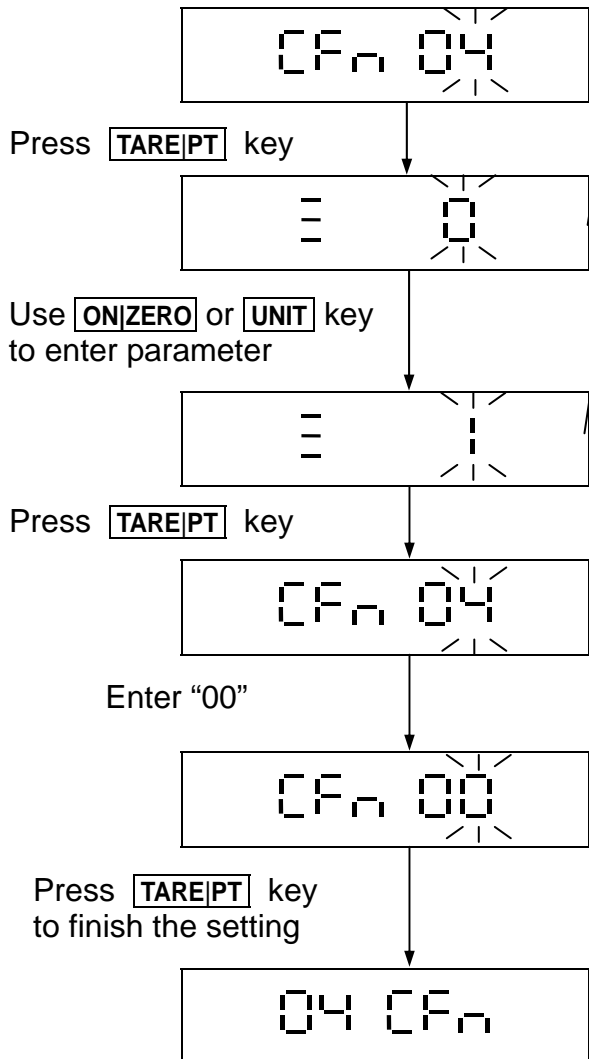 CFn 04
Press TARE|PT key
≡ 0
Use ON|ZERO or UNIT key
to enter parameter
≡ 1
Press TARE|PT key
CFn 04
Enter “00”
CFn 00
Press TARE|PT key
to finish the setting
04 CFn